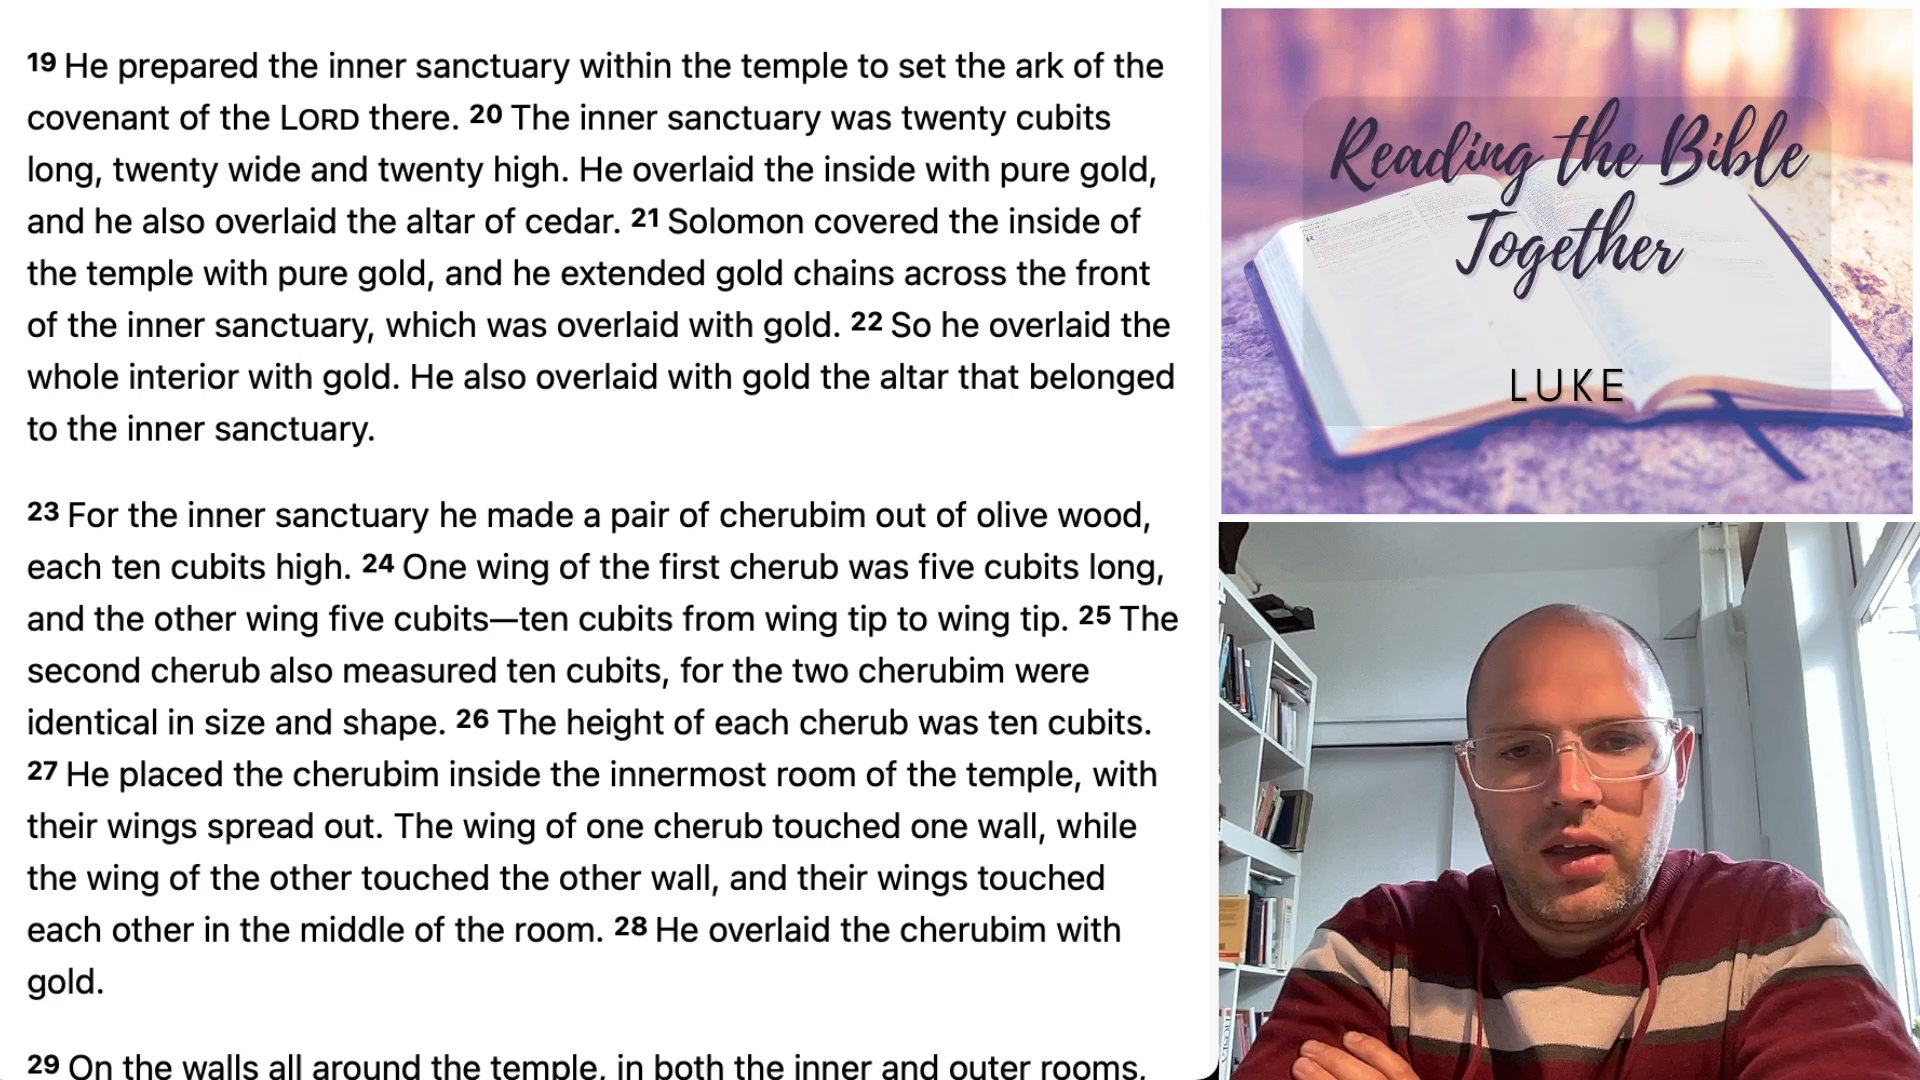 19 He prepared the inner sanctuary within the temple to set the ark of the
covenant of the LORD there. 20 The inner sanctuary was twenty cubits
long, twenty wide and twenty high. He overlaid the inside with pure gold,
and he also overlaid the altar of cedar. 21 Solomon covered the inside of
the temple with pure gold, and he extended gold chains across the front
of the inner sanctuary, which was overlaid with gold. 22 So he overlaid the
whole interior with gold. He also overlaid with gold the altar that belonged
to the inner sanctuary.
23 For the inner sanctuary he made a pair of cherubim out of olive wood,
each ten cubits high. 24 One wing of the first cherub was five cubits long,
and the other wing five cubits—ten cubits from wing tip to wing tip. 25 The
second cherub also measured ten cubits, for the two cherubim were
identical in size and shape. 26 The height of each cherub was ten cubits.
27 He placed the cherubim inside the innermost room of the temple, with
their wings spread out. The wing of one cherub touched one wall, while
the wing of the other touched the other wall, and their wings touched
each other in the middle of the room. 28 He overlaid the cherubim with
gold.
29 On the walls all around the temple, in both the inner and outer rooms,
Reading the Bible
Together
LUKE